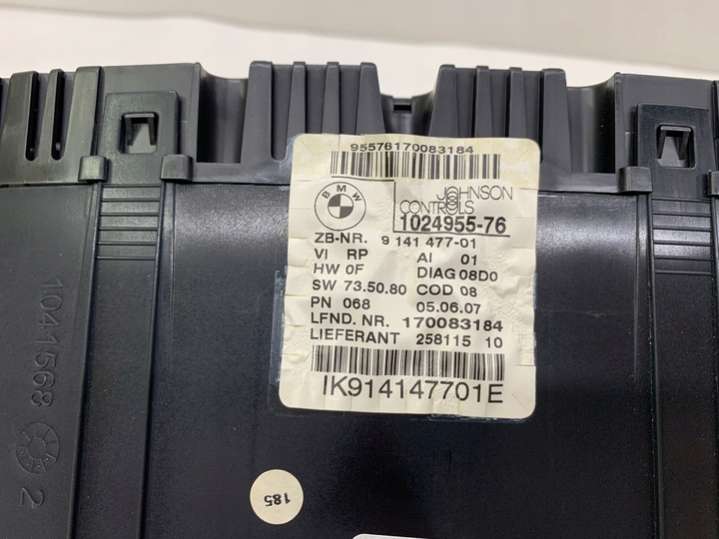 95576170083184
BMW
JOHNSON
CONTROLS
1024955-76
ZB-NR. 9 141 477-01
VI RP AI 01
HW 0F DIAG 08D0
SW 73.50.80 COD 08
PN 068 05.06.07
LFND. NR. 170083184
LIEFERANT 258115 10
IK914147701E
1041568 2
185